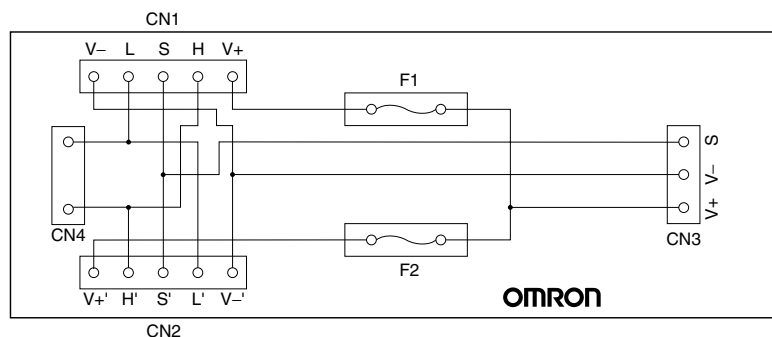 CN1
V− L S H V+
F1
S
V−
V+
CN4
CN3
F2
V+' H' S' L' V−'
OMRON
CN2